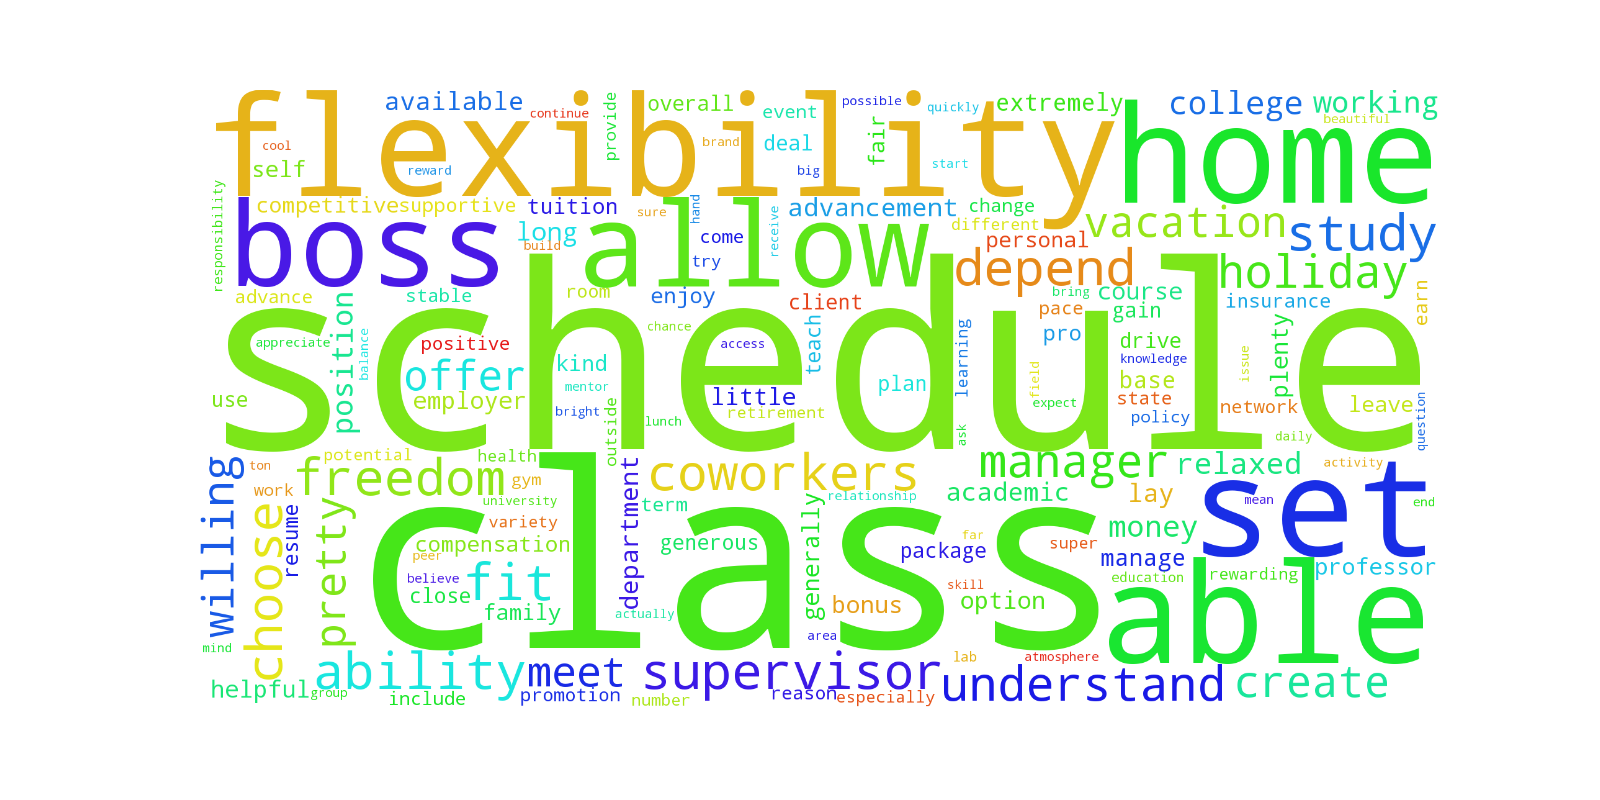 flexibility
home
available
continue
provide
overall
event
possible
quickly
extremely
college
working
beautiful
cool
self
reward
brand
deal
big
fair
start
responsibility
competitive
supportive
tuition
sure
hand
receive
advancement
change
different
vacation
study
boss
long
build
allow
come
try
personal
depend
holiday
advance
stable
room
enjoy
client
bring
course
insurance
earn
schedule
position
appreciate
balance
positive
chance
access
teach
learning
pace
gain
pro
drive
knowledge
issue
plenty
offer
kind
mentor
little
plan
field
base
use
employer
bright
outside
lunch
retirement
ask
expect
state
policy
network
leave
question
daily
willing
ton
potential
freedom
health
gym
coworkers
manager
relaxed
activity
work
choose
resume
pretty
university
variety
department
term
relationship
academic
lay
set
mean
end
class
compensation
peer
generous
generally
package
far
super
money
manage
believe
close
fit
family
actually
bonus
skill
option
education
rewarding
professor
able
mind
area
ability
meet
supervisor
lab
atmosphere
understand
create
helpful
group
include
promotion
number
reason
especially